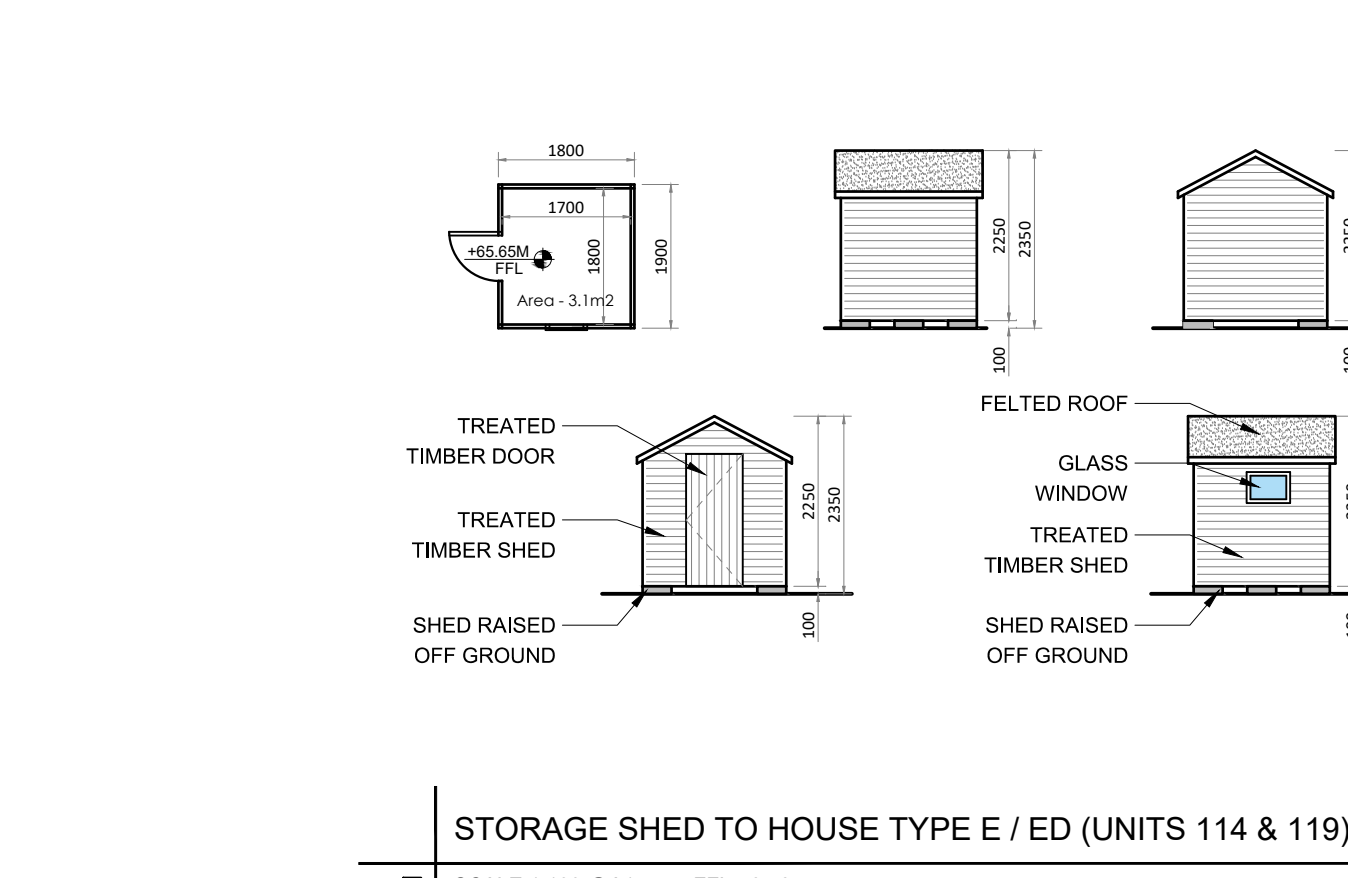 1800
1700
+65.65M
FFL
1800
1900
Area - 3.1m2
2250
2350
100
TREATED
TIMBER DOOR
TREATED
TIMBER SHED
SHED RAISED
OFF GROUND
2250
2350
100
FELTED ROOF
GLASS
WINDOW
TREATED
TIMBER SHED
SHED RAISED
OFF GROUND
STORAGE SHED TO HOUSE TYPE E / ED (UNITS 114 & 119)